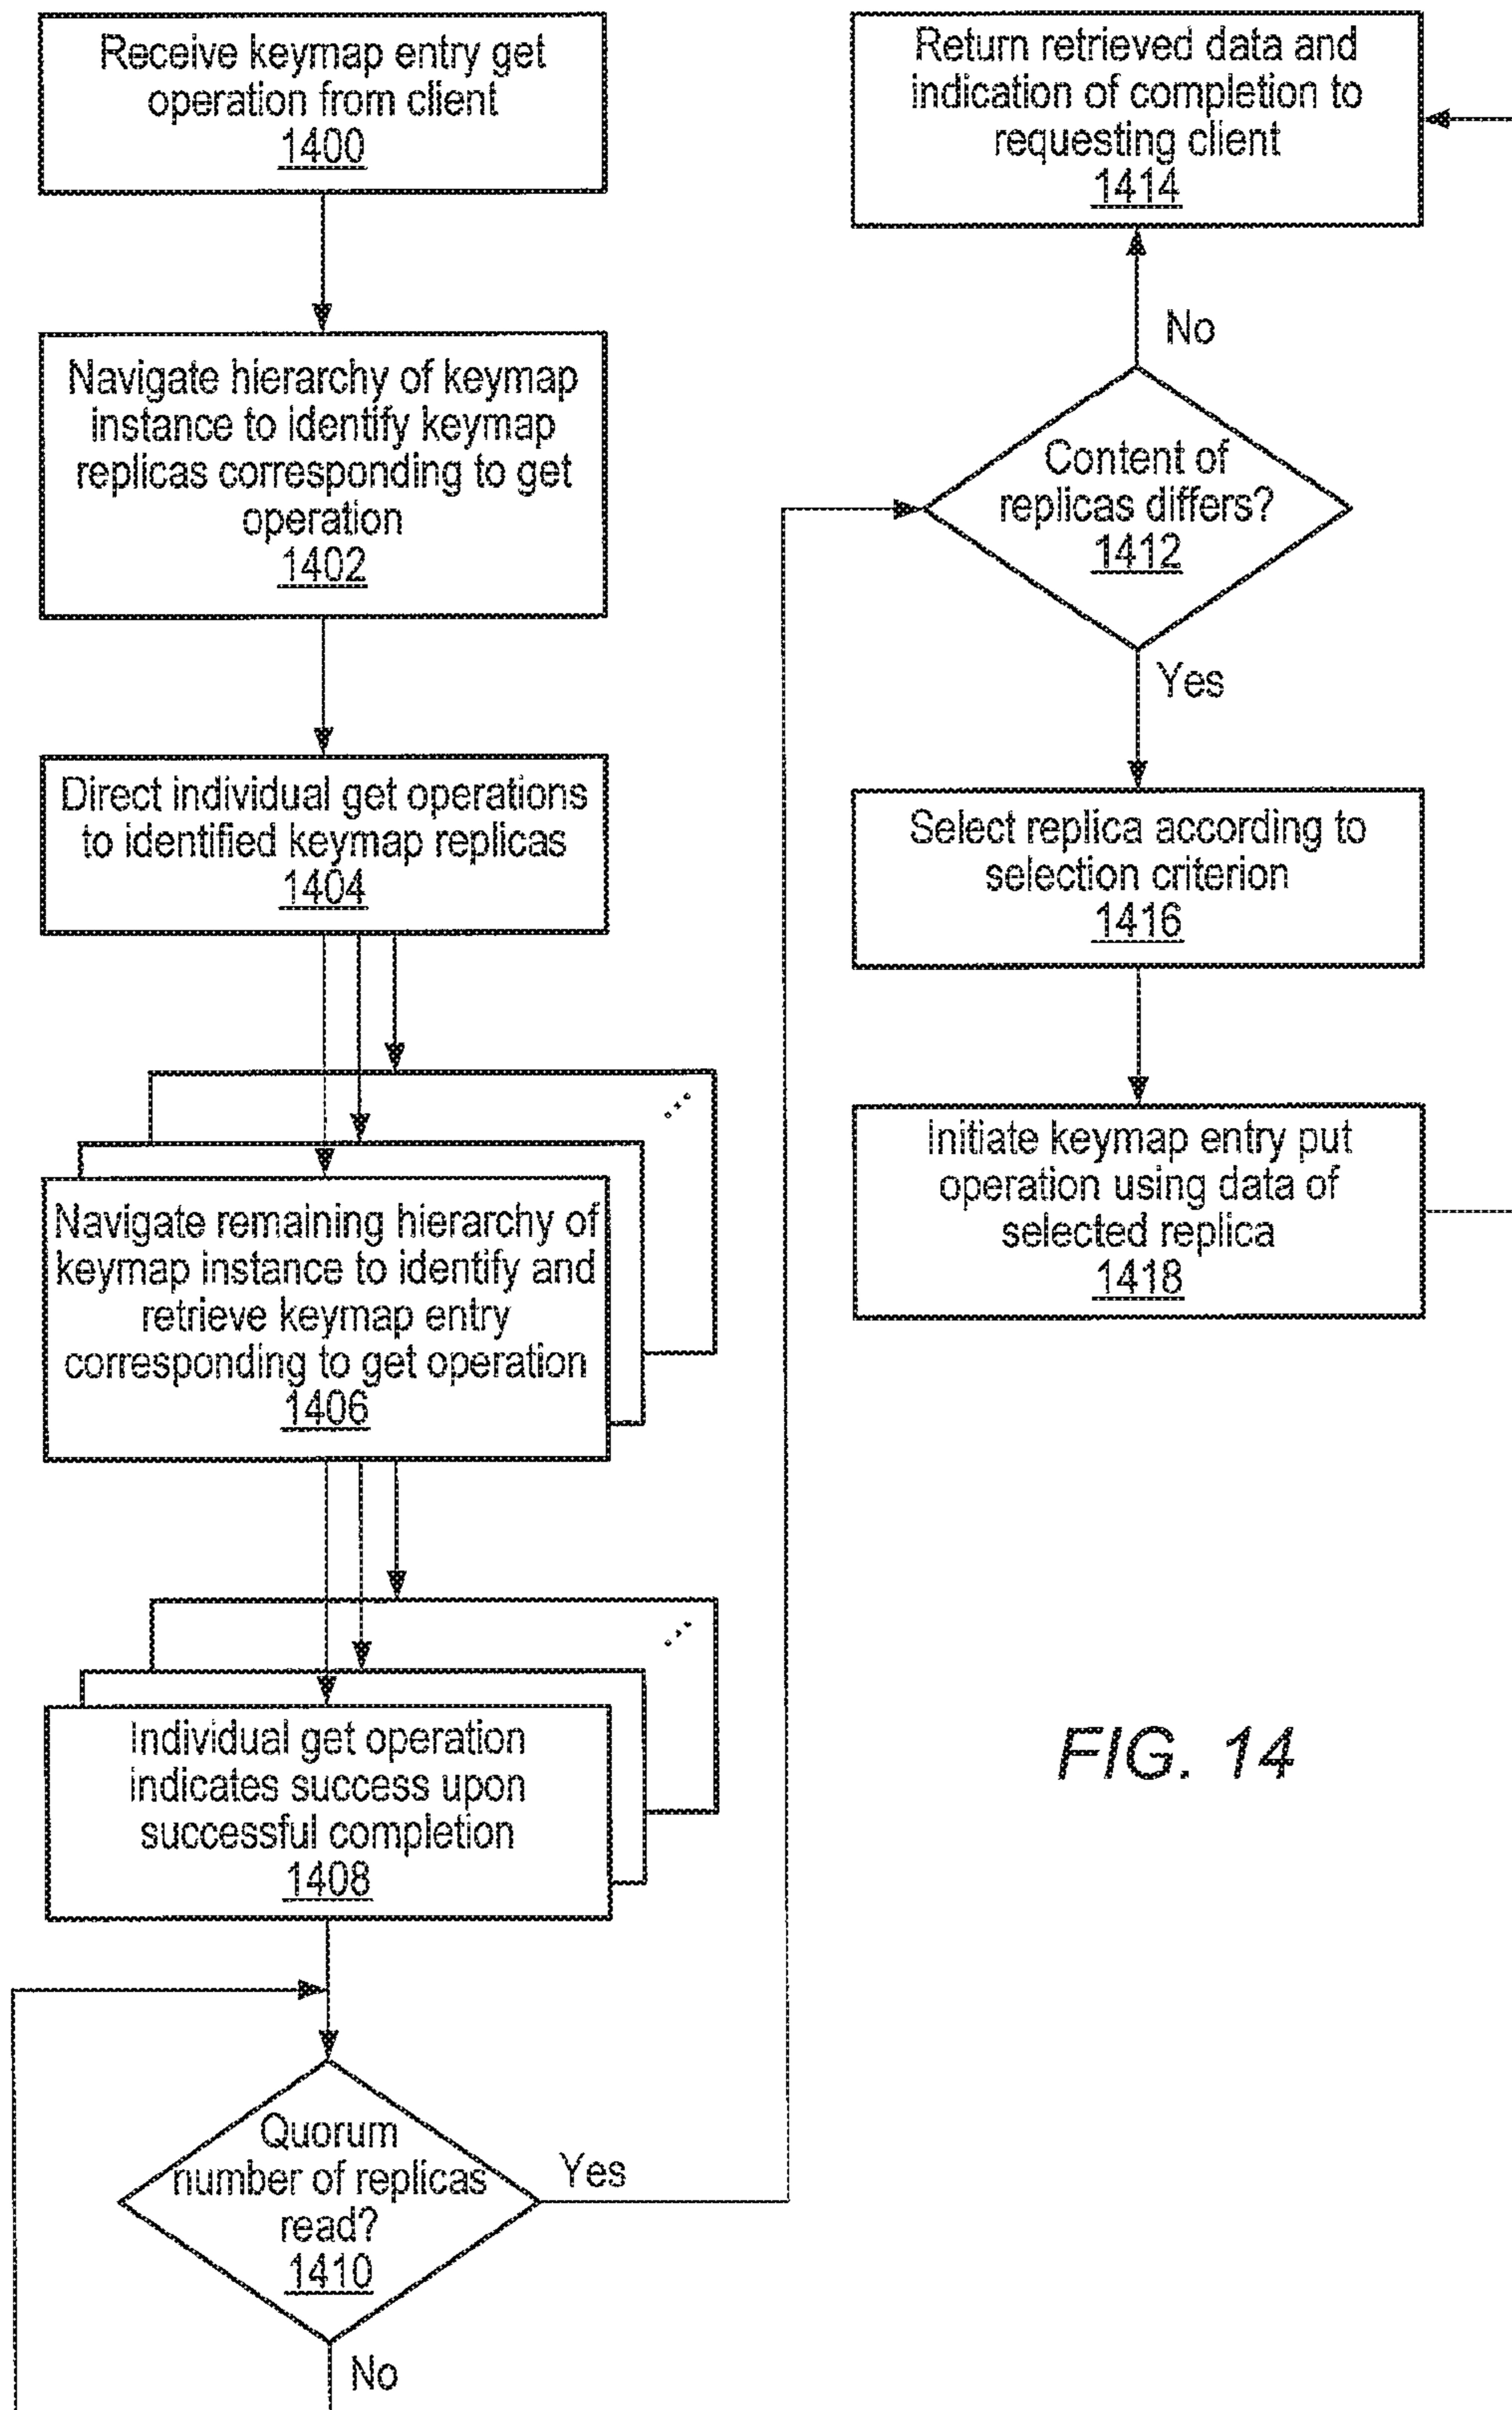 Receive keymap entry get
operation from client
1400
Navigate hierarchy of keymap
instance to identify keymap
replicas corresponding to get
operation
1402
Direct individual get operations
to identified keymap replicas
1404
Navigate remaining hierarchy of
keymap instance to identify and
retrieve keymap entry
corresponding to get operation
1406
Individual get operation
indicates success upon
successful completion
1408
Quorum
number of replicas
read?
1410
Yes
No
Return retrieved data and
indication of completion to
requesting client
1414
No
Content of
replicas differs?
1412
Yes
Select replica according to
selection criterion
1416
Initiate keymap entry put
operation using data of
selected replica
1418
FIG. 14